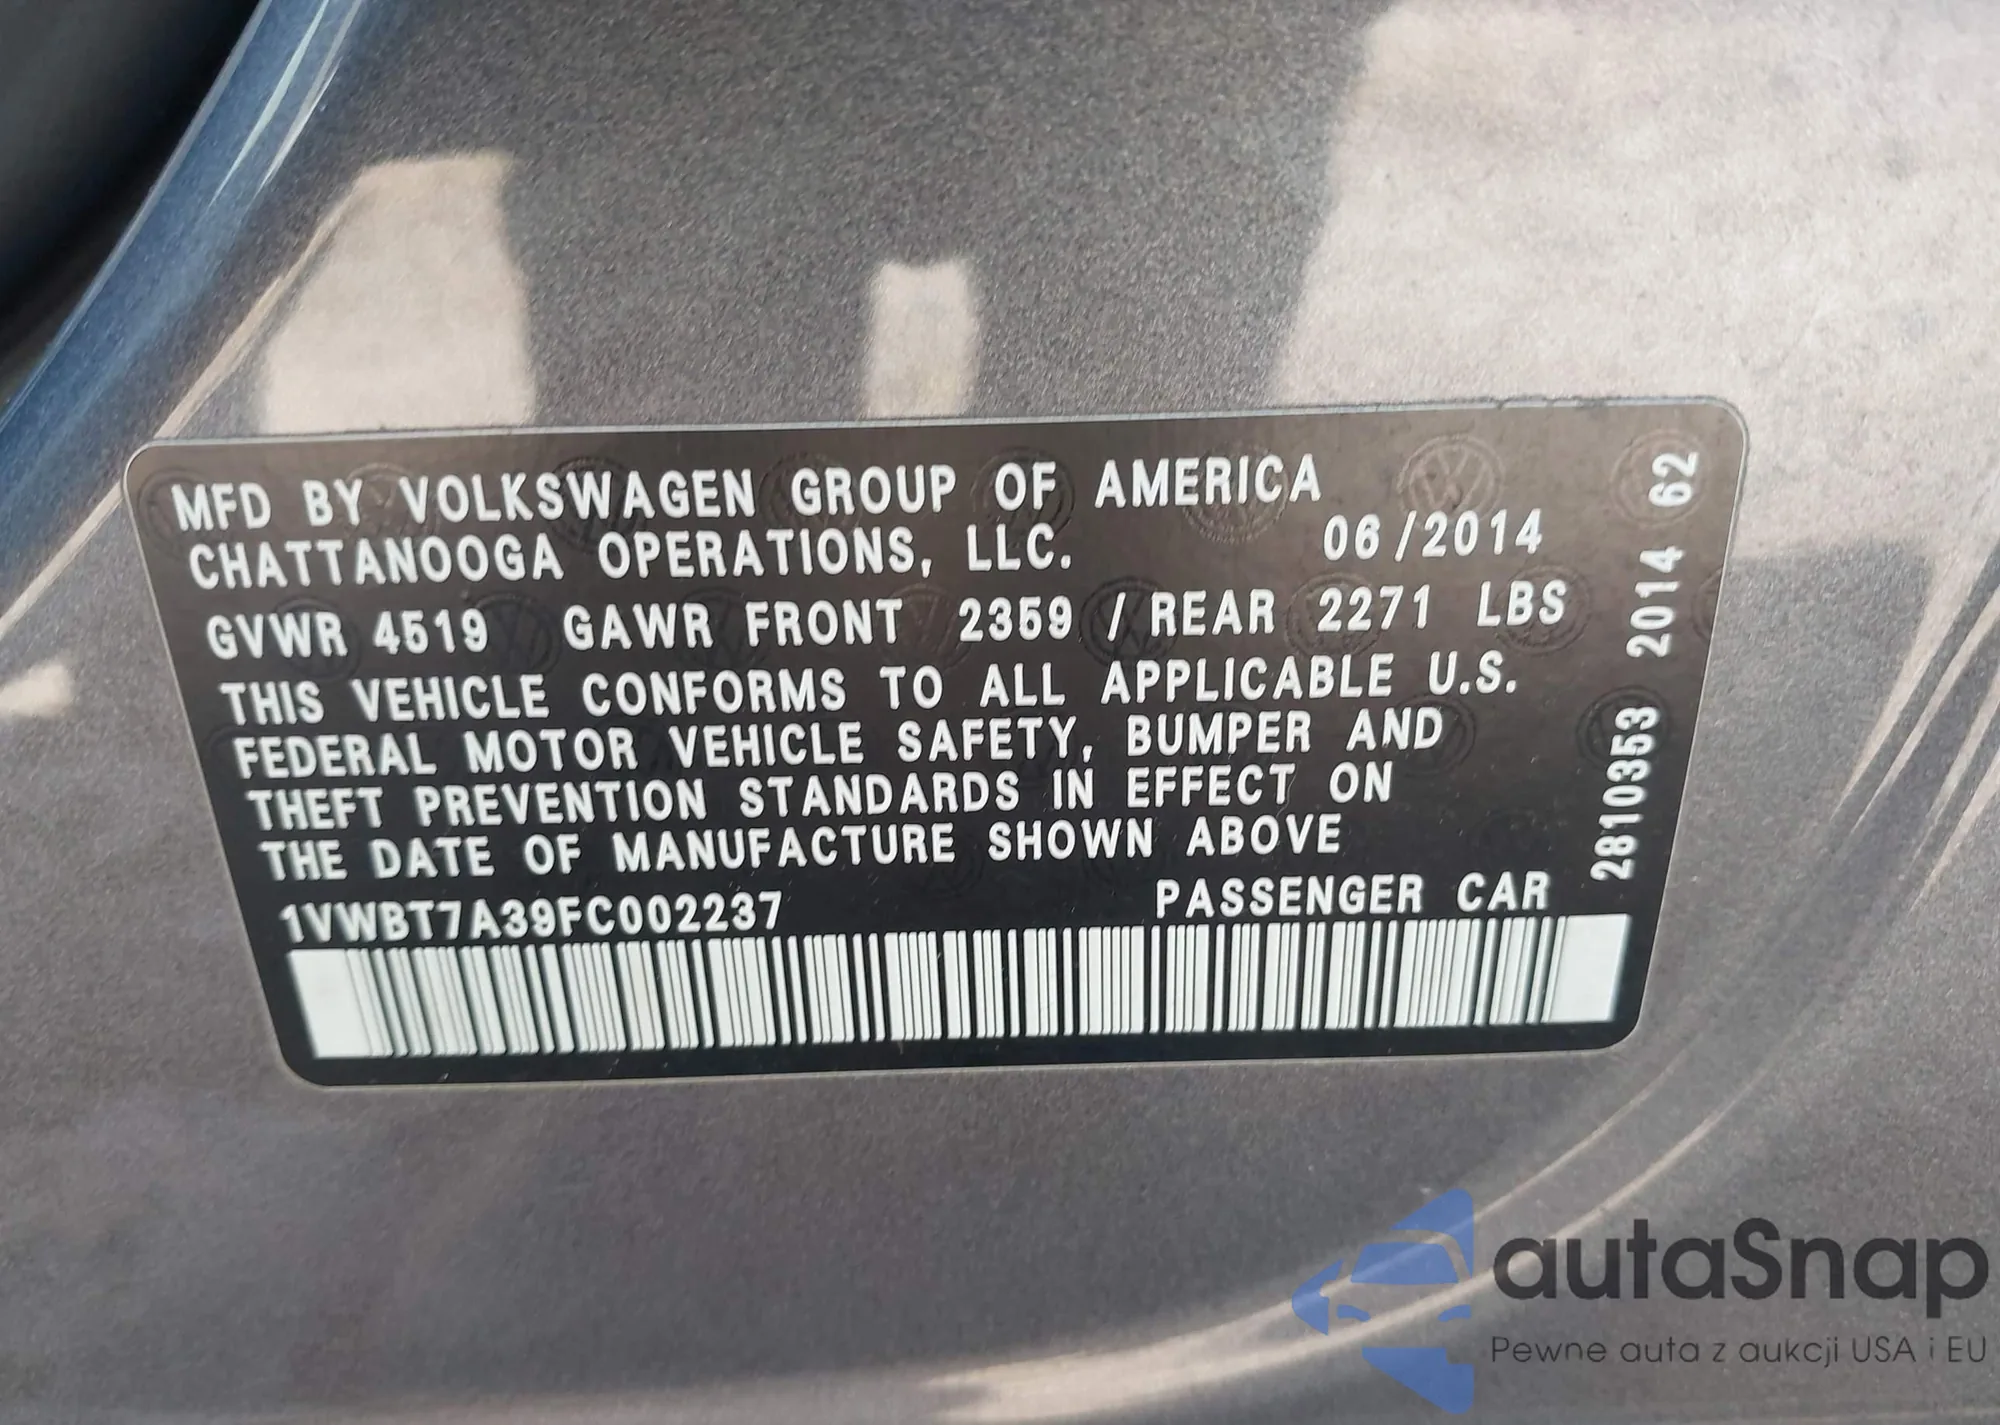 MFD BY VOLKSWAGEN GROUP OF AMERICA
CHATTANOOGA OPERATIONS, LLC. 06/2014
GVWR 4519 GAWR FRONT 2359 / REAR 2271 LBS
THIS VEHICLE CONFORMS TO ALL APPLICABLE U.S.
FEDERAL MOTOR VEHICLE SAFETY, BUMPER AND
THEFT PREVENTION STANDARDS IN EFFECT ON
THE DATE OF MANUFACTURE SHOWN ABOVE
1VWBT7A39FC002237 PASSENGER CAR
2810353 2014 62
autaSnap
Pewne auta z aukcji USA i EU